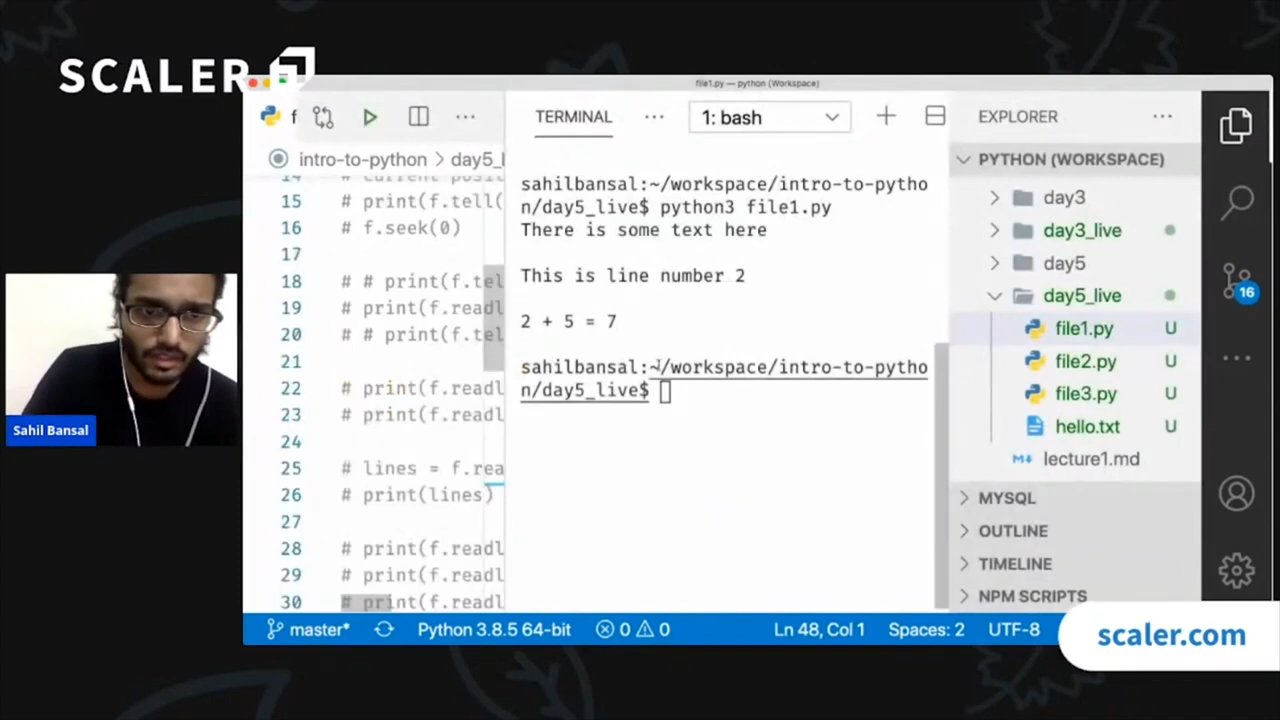 SCALER
file1.py — python (Workspace)
f
TERMINAL
1: bash
EXPLORER
intro-to-python > day5_l
PYTHON (WORKSPACE)
14 # current posi
15 # print(f.tell(
16 # f.seek(0)
17
18 # # print(f.tel
19 # print(f.readl
20 # # print(f.tel
21
22 # print(f.readl
23 # print(f.readl
24
25 # lines = f.rea
26 # print(lines)
27
28 # print(f.readl
29 # print(f.readl
30 # print(f.readl
sahilbansal:~/workspace/intro-to-pytho
n/day5_live$ python3 file1.py
There is some text here
This is line number 2
2 + 5 = 7
sahilbansal:~/workspace/intro-to-pytho
n/day5_live$
day3
day3_live
day5
day5_live
file1.py U
file2.py U
file3.py U
hello.txt U
lecture1.md
MYSQL
OUTLINE
TIMELINE
NPM SCRIPTS
16
Sahil Bansal
master*
Python 3.8.5 64-bit
0 0
Ln 48, Col 1
Spaces: 2
UTF-8
scaler.com